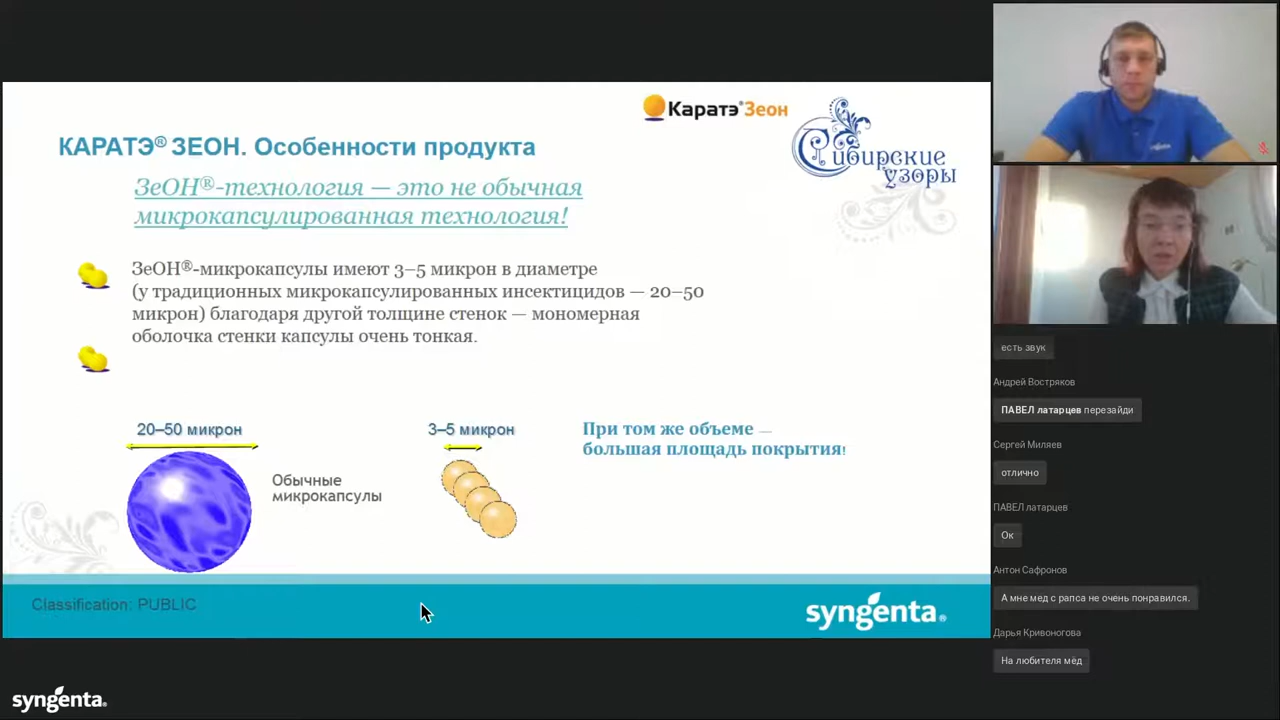 Каратэ®Зеон
Сибирские
узоры
КАРАТЭ® ЗЕОН. Особенности продукта
ЗеОН®-технология — это не обычная
микрокапсулированная технология!
ЗеОН®-микрокапсулы имеют 3–5 микрон в диаметре
(у традиционных микрокапсулированных инсектицидов — 20–50
микрон) благодаря другой толщине стенок — мономерная
оболочка стенки капсулы очень тонкая.
20–50 микрон
3–5 микрон
При том же объеме —
большая площадь покрытия!
Обычные
микрокапсулы
Classification: PUBLIC
syngenta®
syngenta®
есть звук
Андрей Востряков
ПАВЕЛ латарцев перезайди
Сергей Миляев
отлично
ПАВЕЛ латарцев
Ок
Антон Сафронов
А мне мед с рапса не очень понравился.
Дарья Кривоногова
На любителя мёд